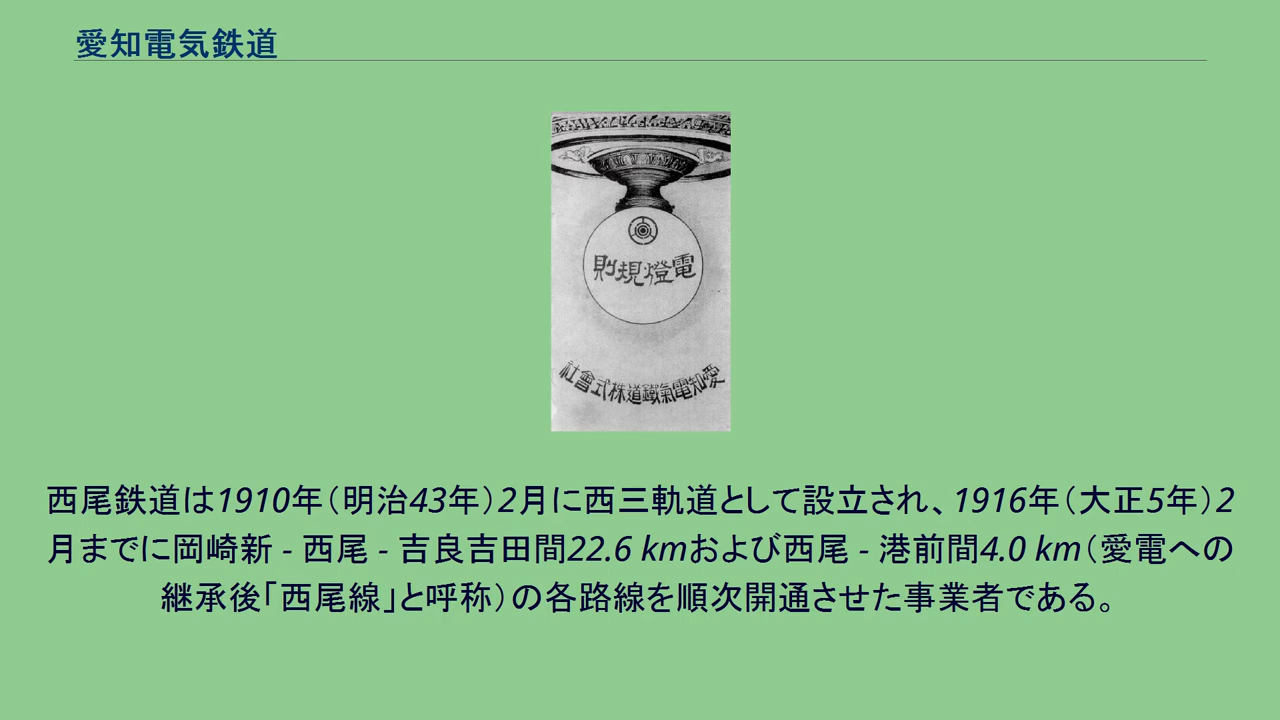 愛知電気鉄道
則規燈電
社會式株道鐵氣電知愛
西尾鉄道は1910年（明治43年）2月に西三軌道として設立され、1916年（大正5年）2
月までに岡崎新 - 西尾 - 吉良吉田間22.6 kmおよび西尾 - 港前間4.0 km（愛電への
継承後「西尾線」と呼称）の各路線を順次開通させた事業者である。